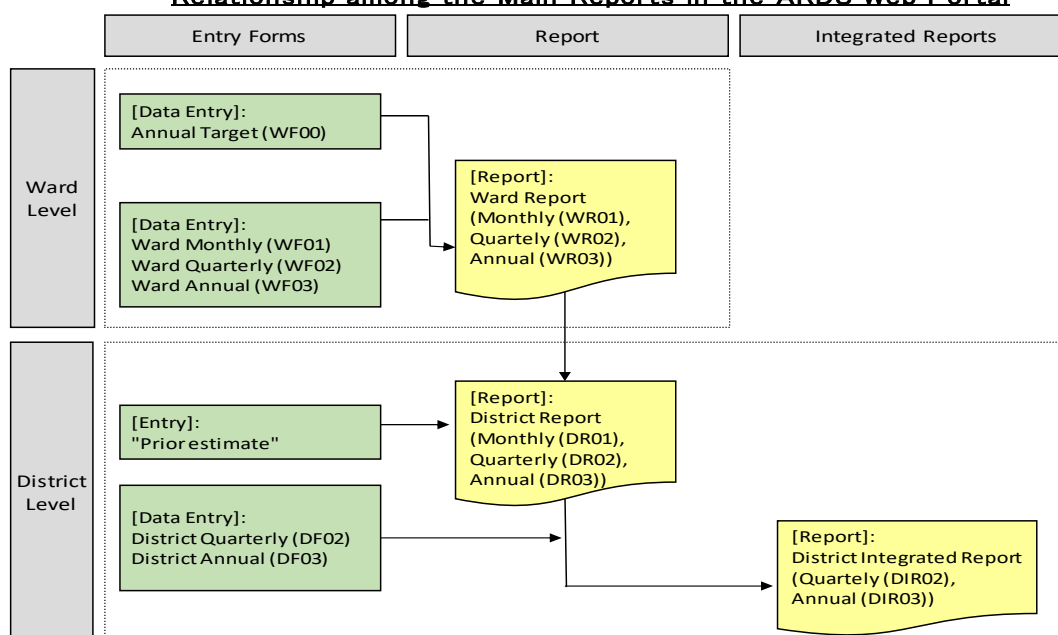 Relationship among the Main Reports in the ARDS Web Portal
Entry Forms
Report
Integrated Reports
Ward
Level
[Data Entry]:
Annual Target (WF00)
[Data Entry]:
Ward Monthly (WF01)
Ward Quarterly (WF02)
Ward Annual (WF03)
[Report]:
Ward Report
(Monthly (WR01),
Quartely (WR02),
Annual (WR03))
District
Level
[Entry]:
"Prior estimate"
[Data Entry]:
District Quarterly (DF02)
District Annual (DF03)
[Report]:
District Report
(Monthly (DR01),
Quarterly (DR02),
Annual (DR03))
[Report]:
District Integrated Report
(Quartely (DIR02),
Annual (DIR03))